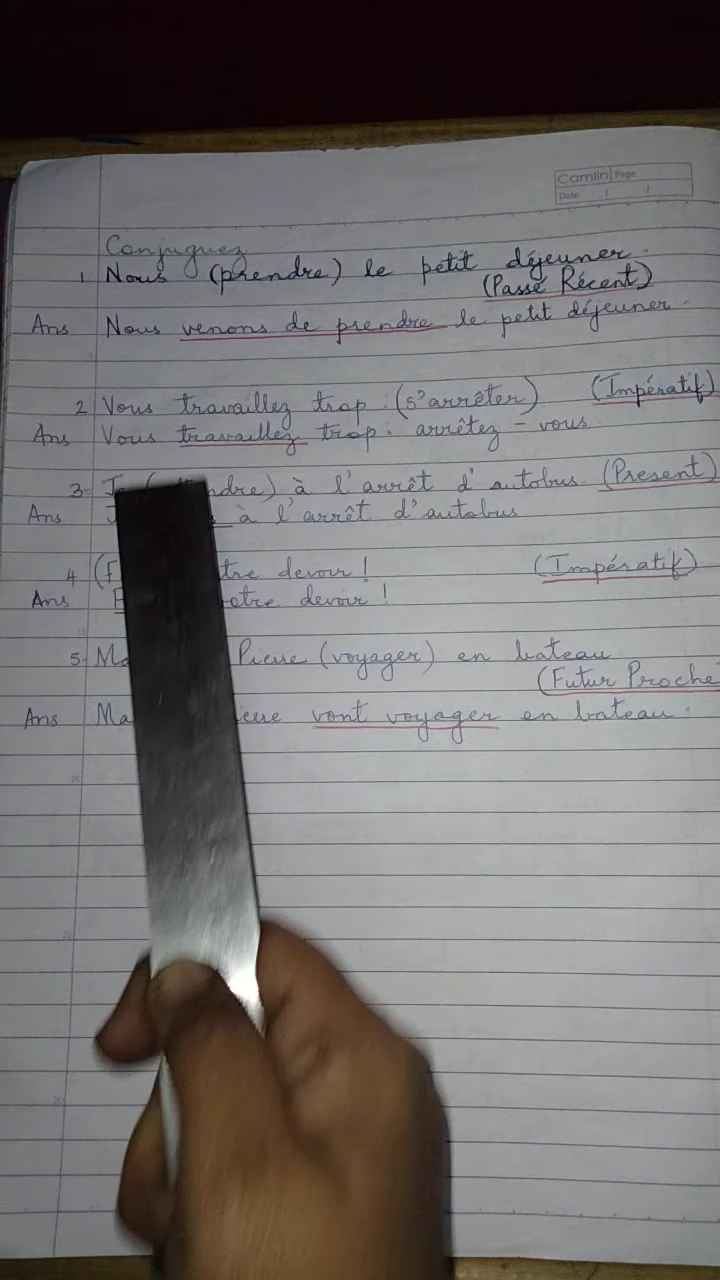 Camlin Page
Date / /
Conjuguez
1 Nous (prendre) le petit déjeuner.
(Passé Récent)
Ans Nous venons de prendre le petit déjeuner.
2 Vous travaillez trop : (s'arrêter) (Impératif)
Ans Vous travaillez trop : arrêtez - vous
3 à l'arrêt d'autobus. (Present)
Ans à l'arrêt d'autobus
4 devoir! (Impératif)
Ans devoir!
5 (voyager) en bateau
(Futur Proche
Ans vont voyager en bateau.